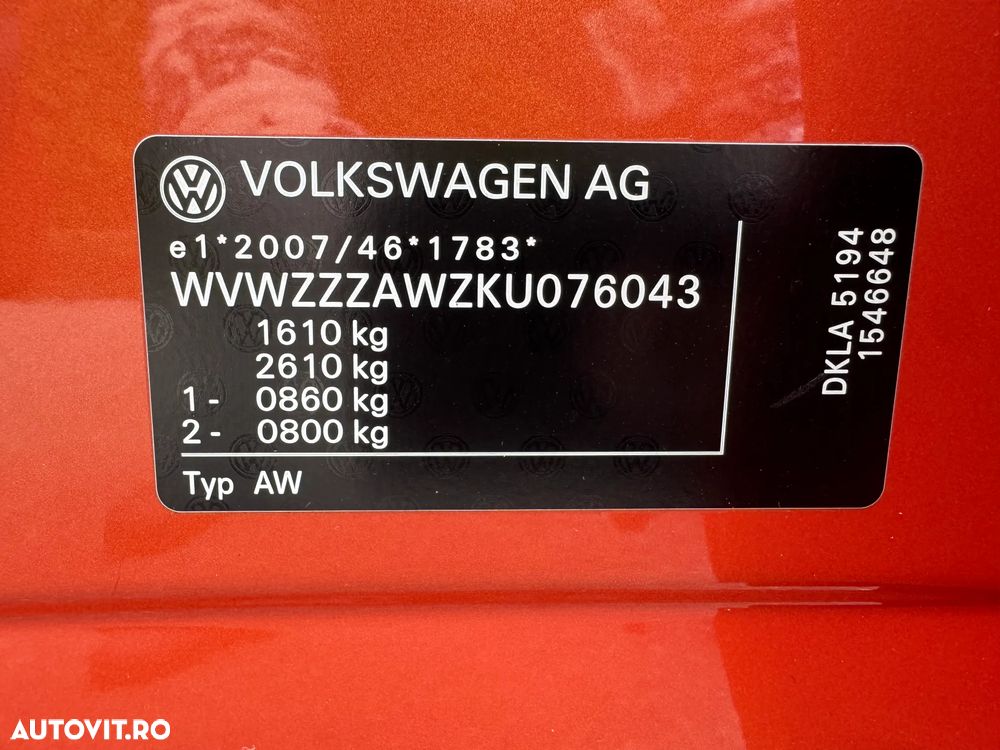 VOLKSWAGEN AG
e1*2007/46*1783*
WVWZZZAWZKU076043
1610 kg
2610 kg
1- 0860 kg
2- 0800 kg
Typ AW
DKLA 5194
1546648
AUTOVIT.RO